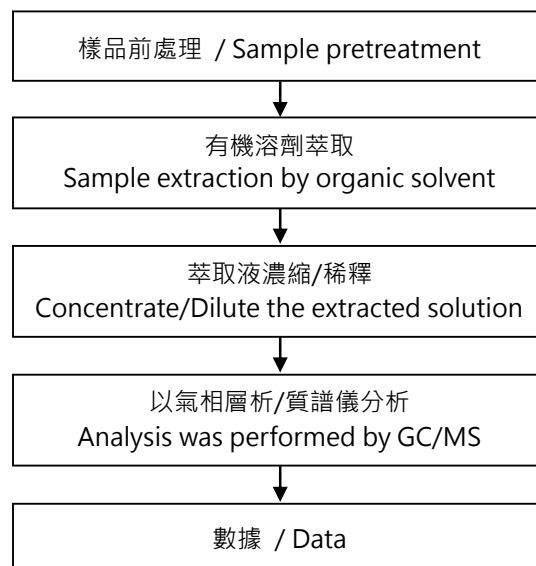 樣品前處理 / Sample pretreatment
有機溶劑萃取
Sample extraction by organic solvent
萃取液濃縮/稀釋
Concentrate/Dilute the extracted solution
以氣相層析/質譜儀分析
Analysis was performed by GC/MS
數據 / Data